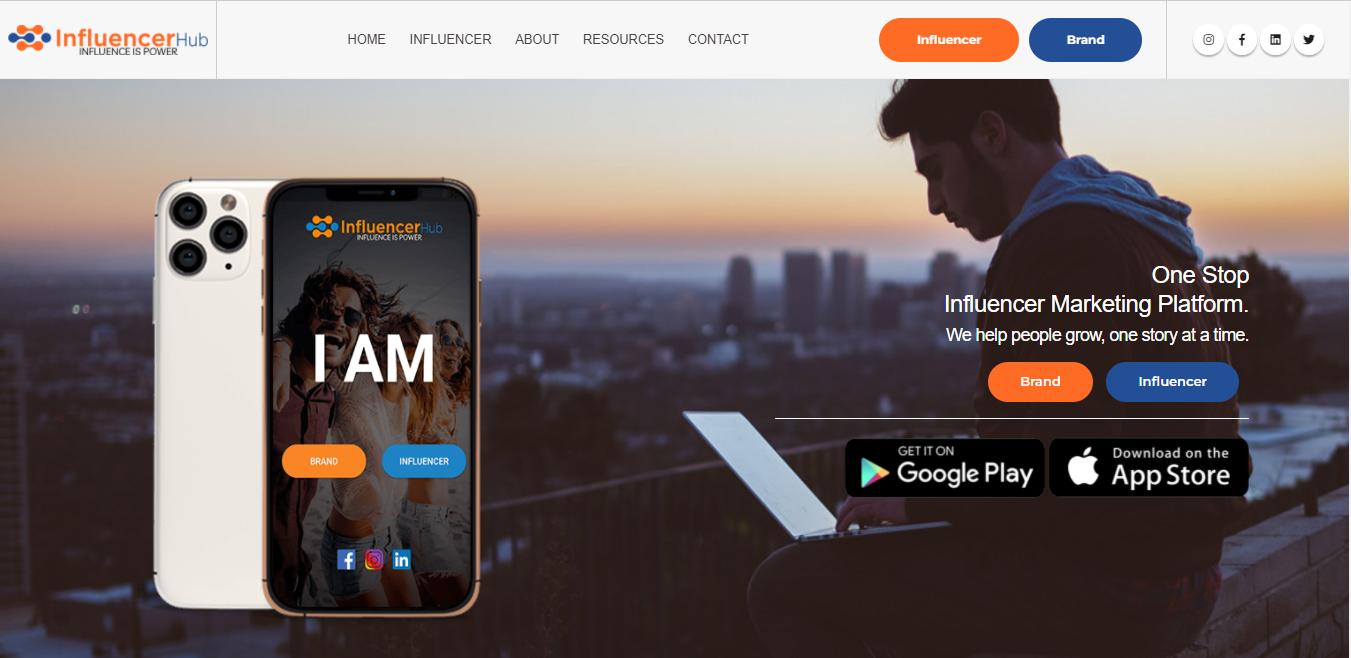 InfluencerHub
INFLUENCE IS POWER
HOME INFLUENCER ABOUT RESOURCES CONTACT
Influencer Brand
InfluencerHub
INFLUENCE IS POWER
I AM
BRAND INFLUENCER
One Stop
Influencer Marketing Platform.
We help people grow, one story at a time.
Brand Influencer
GET IT ON
Google Play
Download on the
App Store